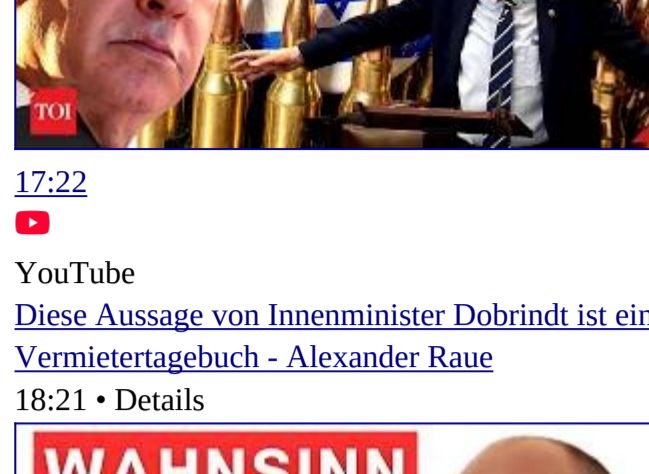 TOI
17:22
YouTube
Diese Aussage von Innenminister Dobrindt ist ein
Vermietertagebuch - Alexander Raue
18:21 • Details
WAHNSINN